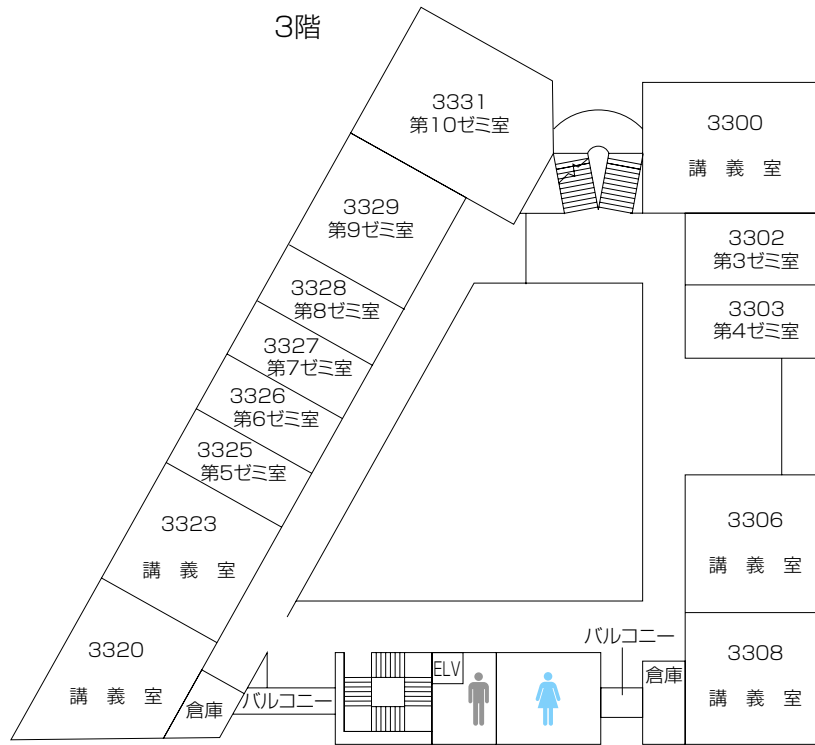 3階
3331
第10ゼミ室
3300
講 義 室
3329
第9ゼミ室
3302
第3ゼミ室
3328
第8ゼミ室
3303
第4ゼミ室
3327
第7ゼミ室
3326
第6ゼミ室
3325
第5ゼミ室
3323
講 義 室
3306
講 義 室
3320
講 義 室
倉庫
バルコニー
ELV
バルコニー
倉庫
3308
講 義 室